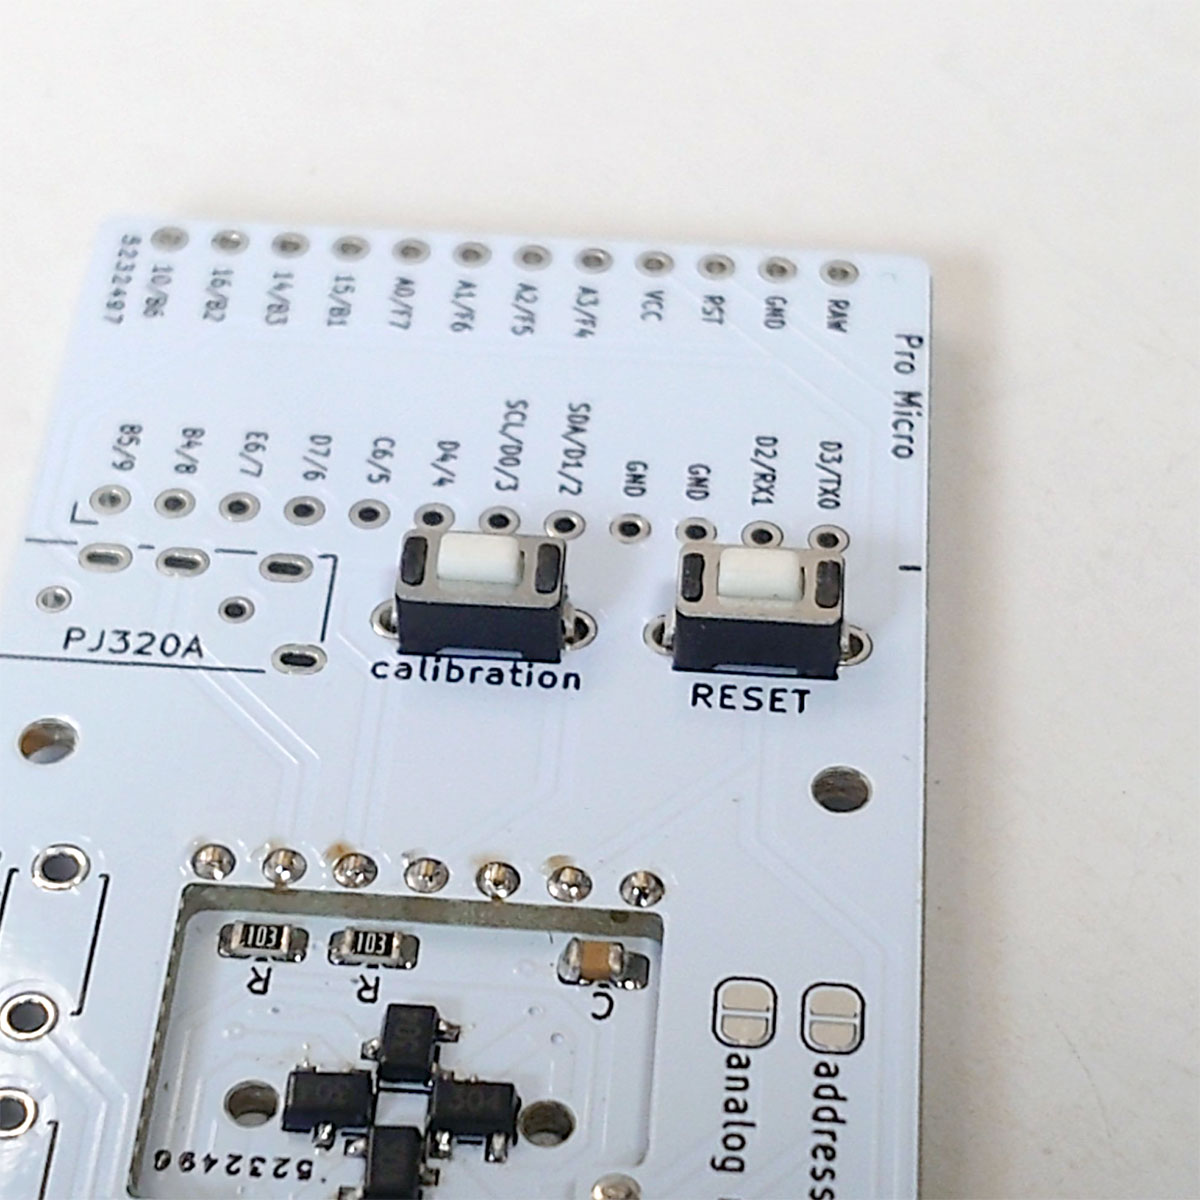 5232497
10/B6
16/B2
14/B3
15/B1
A0/F7
A1/F6
A2/F5
A3/F4
VCC
RST
GND
RAW
Pro Micro
B5/9
B4/8
E6/7
D7/6
C6/5
D4/4
SCL/D0/3
SDA/D1/2
GND
GND
D2/RX1
D3/TX0
PJ320A
calibration
RESET
103
103
R
R
C
analog
address
5232490